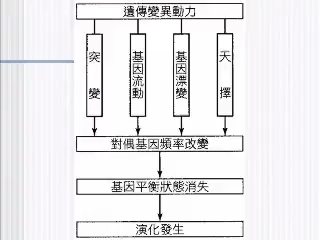 遺傳變異動力
突變
基因流動
基因漂變
天擇
對偶基因頻率改變
基因平衡狀態消失
演化發生